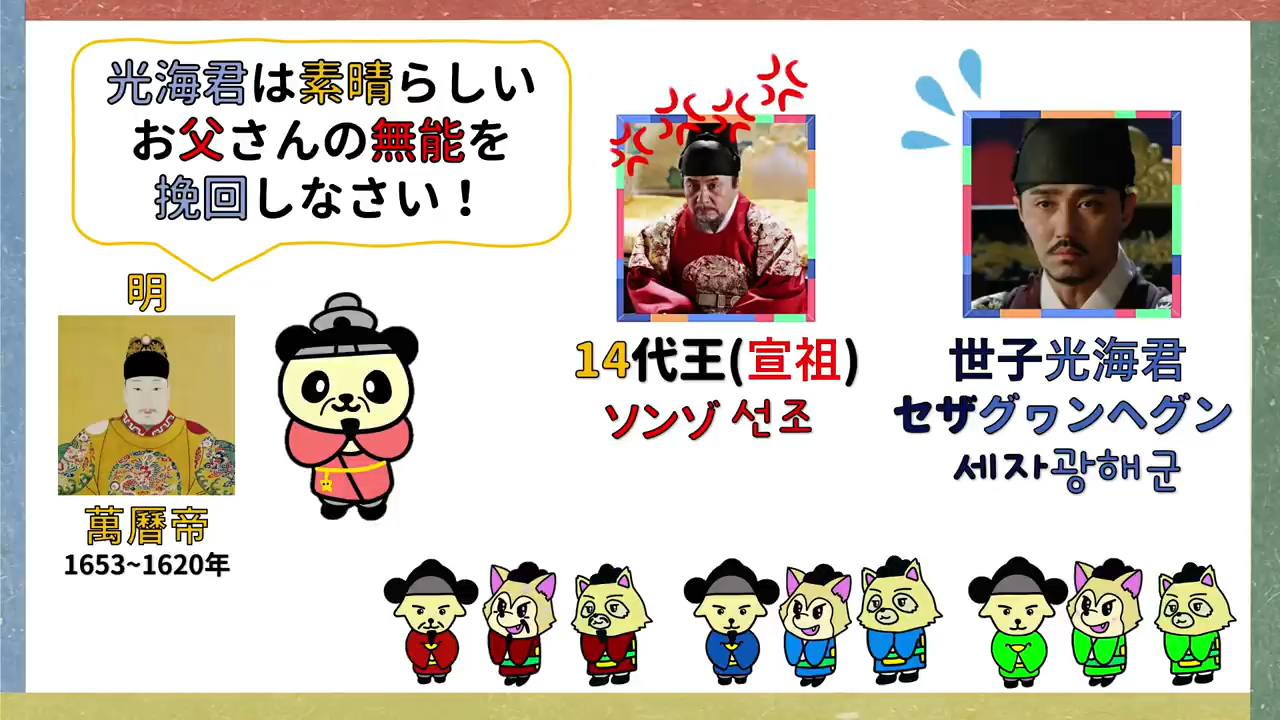 光海君は素晴らしい
お父さんの無能を
挽回しなさい！
明
萬曆帝
1653~1620年
14代王(宣祖)
ソンゾ 선조
世子光海君
セザグヮンヘグン
세자광해군